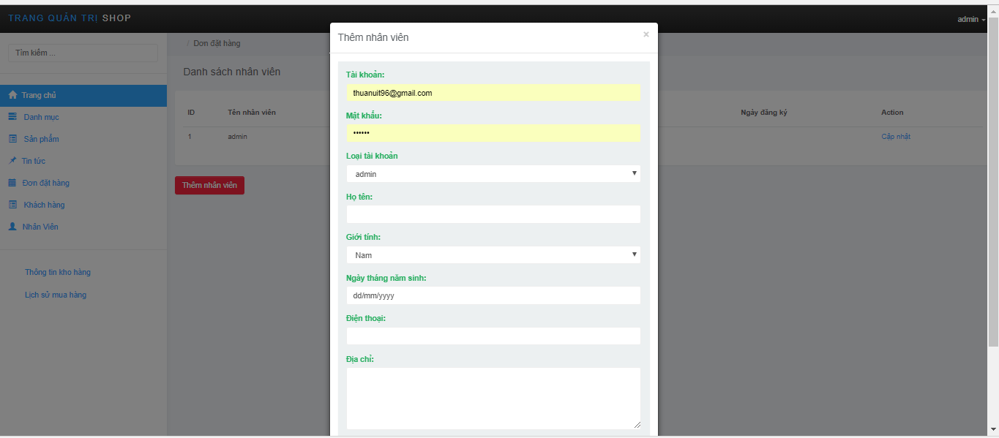 TRANG QUẢN TRỊ SHOP
admin
Tìm kiếm ...
Trang chủ
Danh mục
Sản phẩm
Tin tức
Đơn đặt hàng
Khách hàng
Nhân Viên
Thông tin kho hàng
Lịch sử mua hàng
/ Đơn đặt hàng
Danh sách nhân viên
ID Tên nhân viên Ngày đăng ký Action
1 admin Cập nhật
Thêm nhân viên
Thêm nhân viên ×
Tài khoản:
thuanuit96@gmail.com
Mật khẩu:
••••••
Loại tài khoản
admin
Họ tên:
Giới tính:
Nam
Ngày tháng năm sinh:
dd/mm/yyyy
Điện thoại:
Địa chỉ: